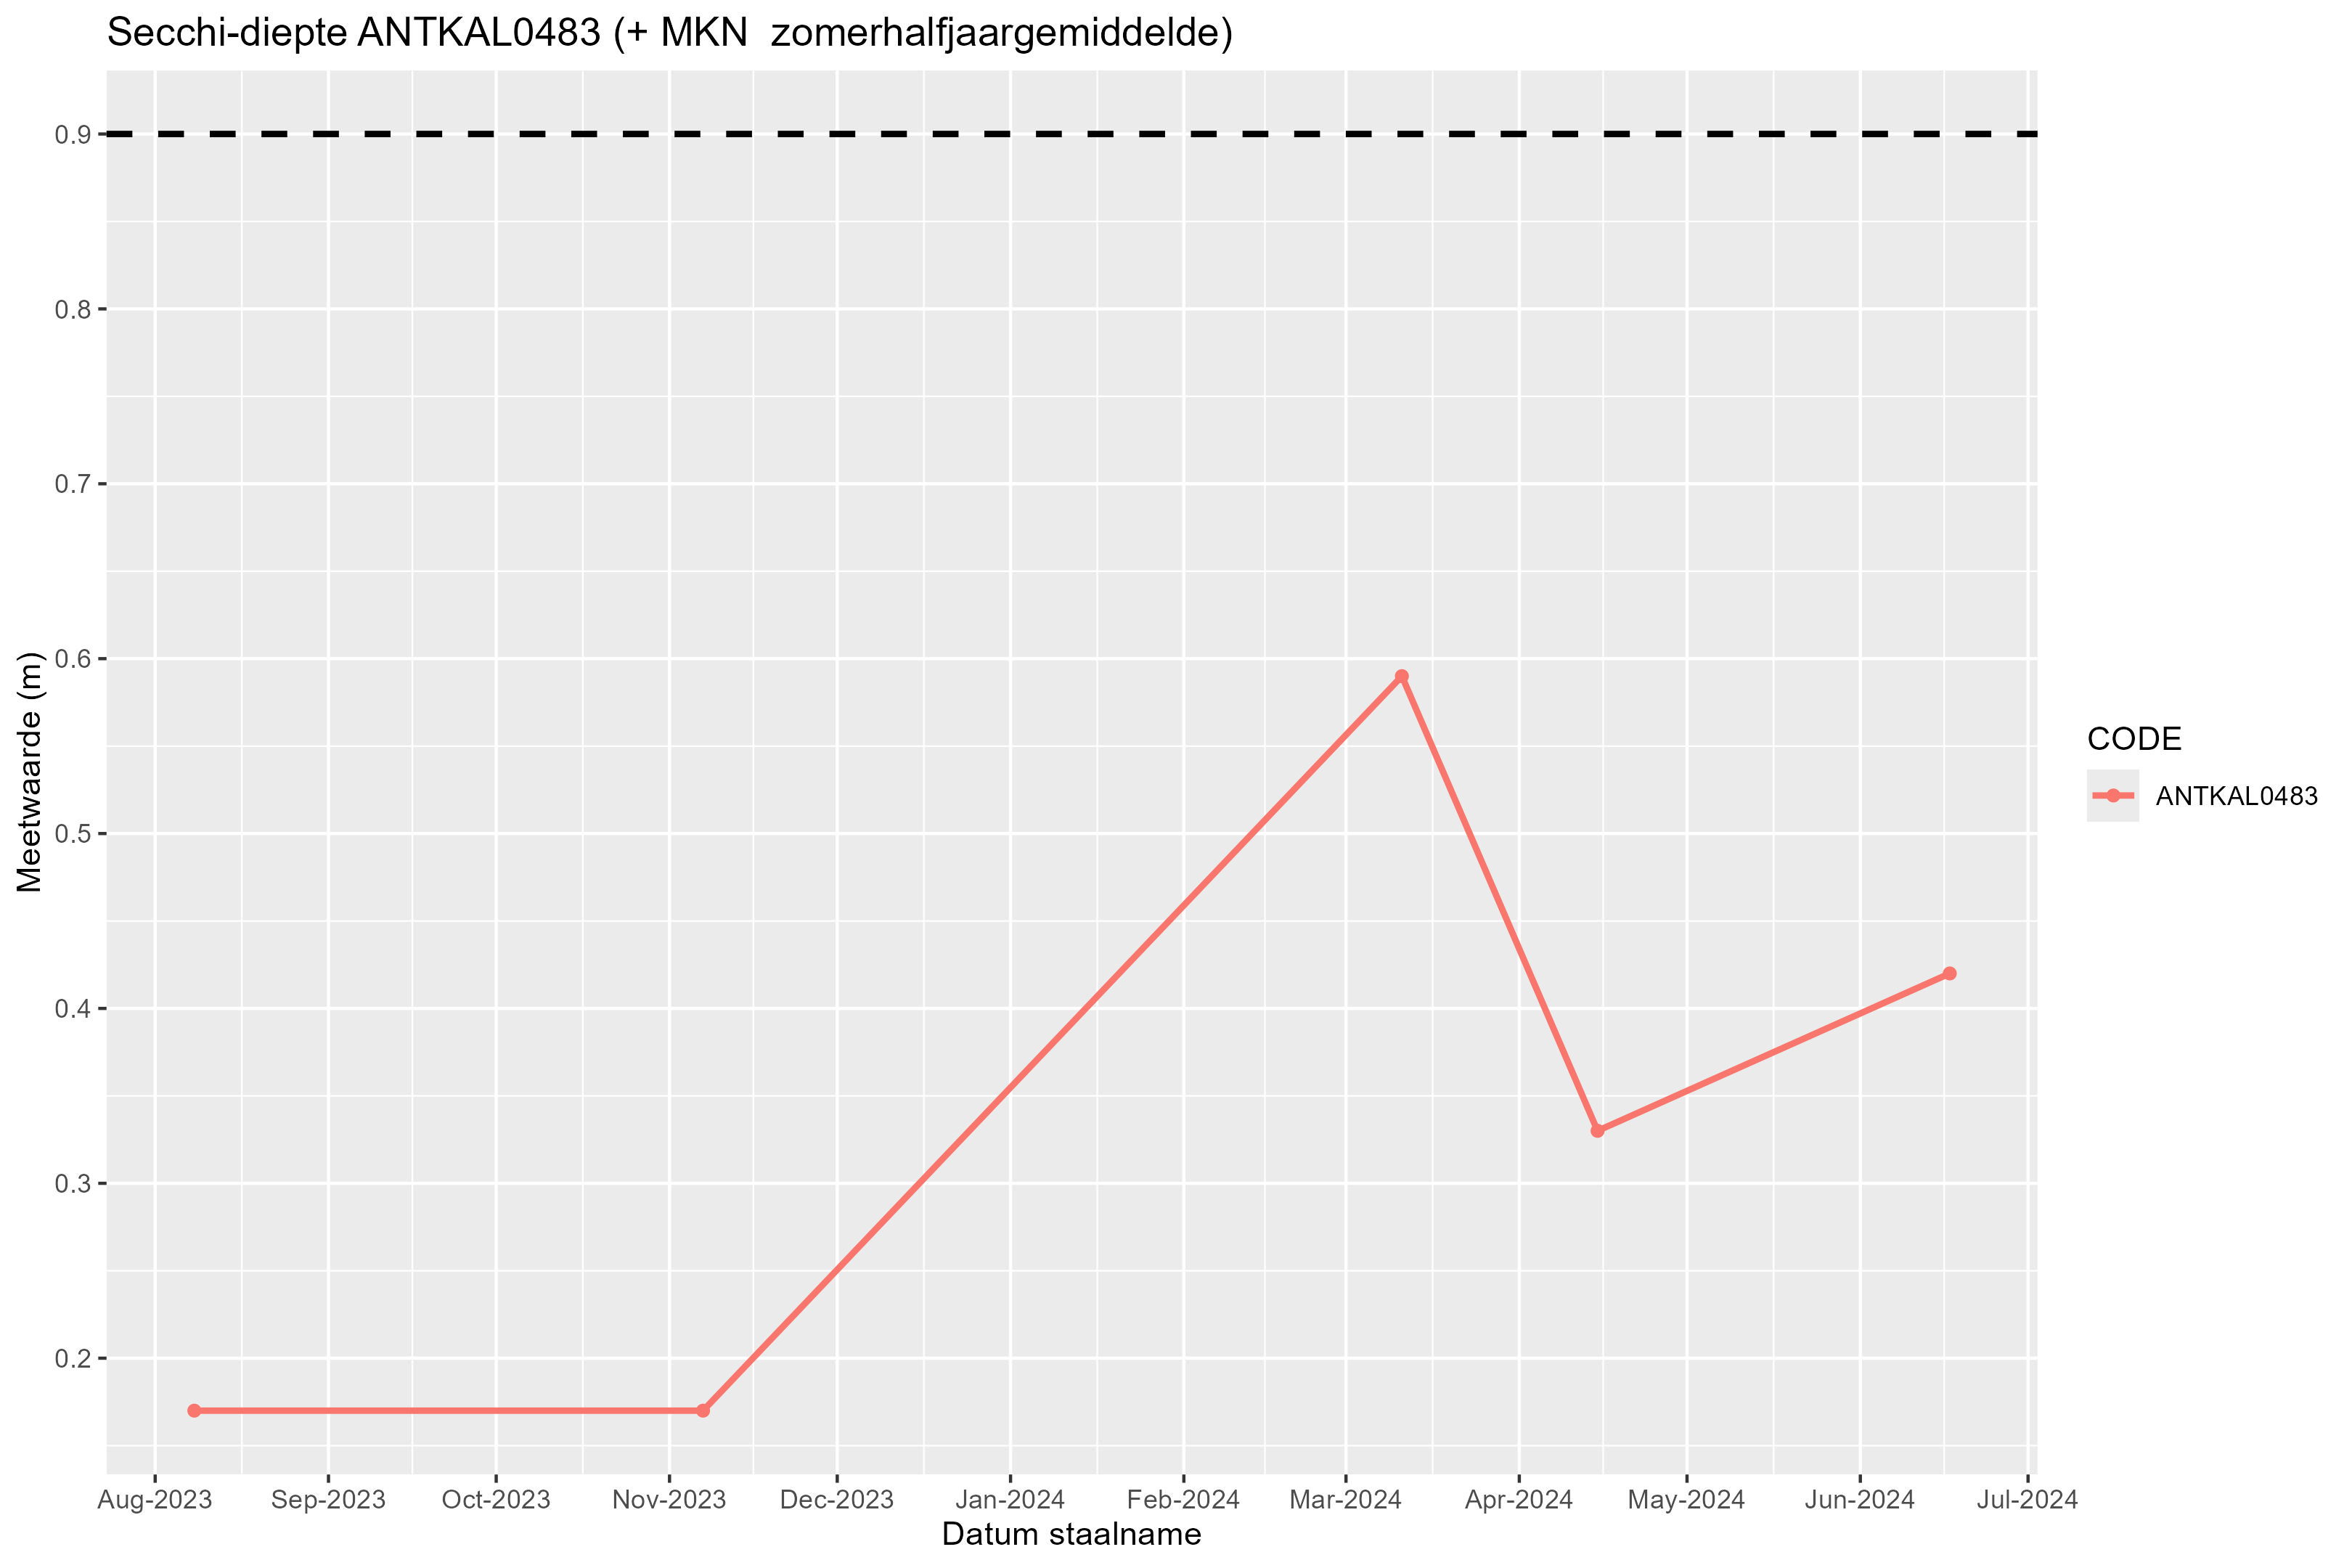 Secchi-diepte ANTKAL0483 (+ MKN  zomerhalfjaargemiddelde)
Meetwaarde (m)
0.9
0.8
0.7
0.6
0.5
0.4
0.3
0.2
Aug-2023 Sep-2023 Oct-2023 Nov-2023 Dec-2023 Jan-2024 Feb-2024 Mar-2024 Apr-2024 May-2024 Jun-2024 Jul-2024
Datum staalname
CODE
ANTKAL0483